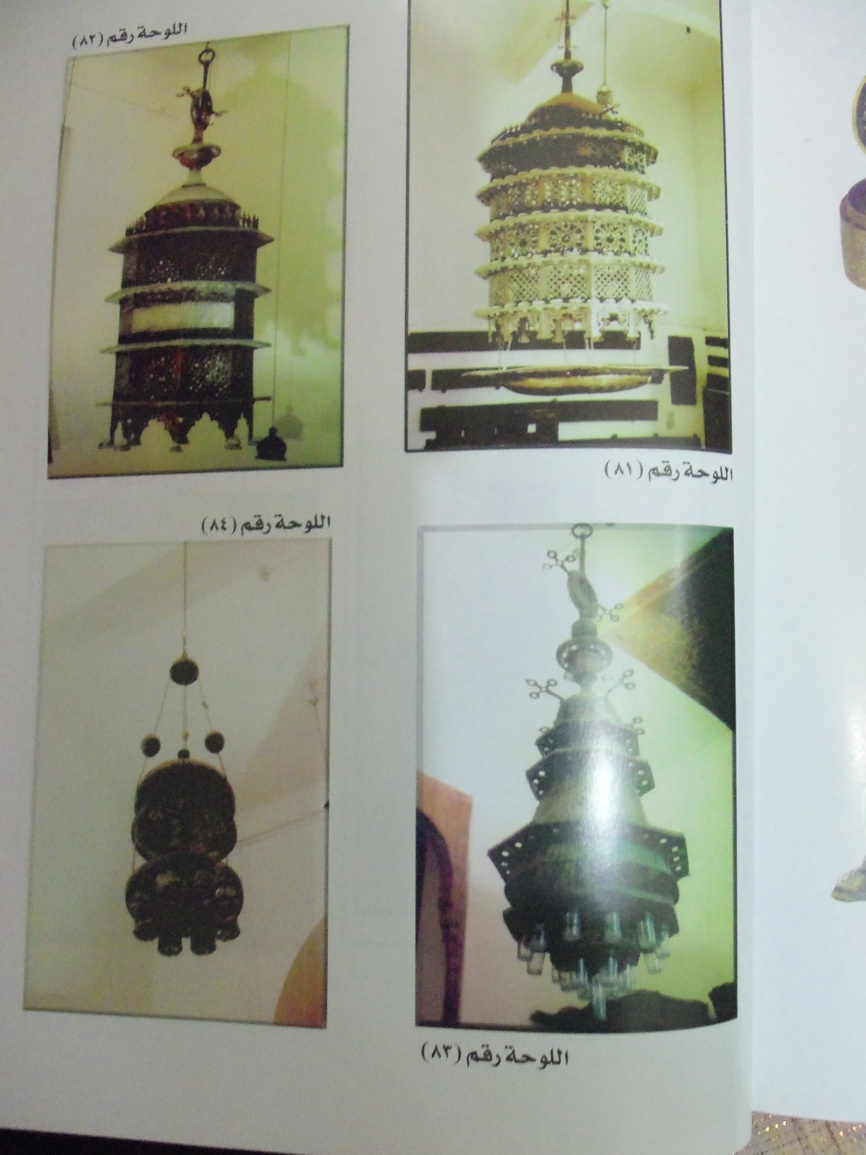 اللوحة رقم (٨٢)
اللوحة رقم (٨١)
اللوحة رقم (٨٤)
اللوحة رقم (٨٣)